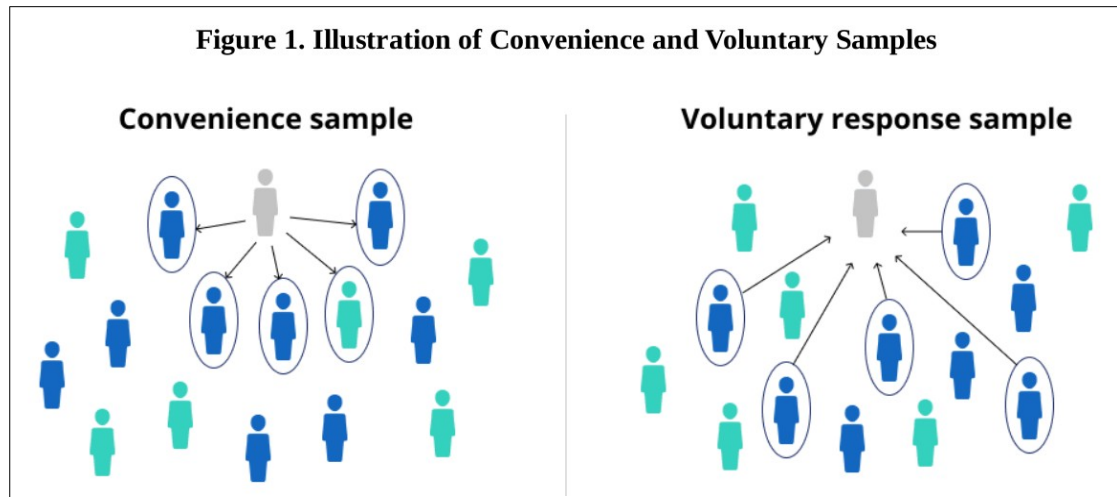 Figure 1. Illustration of Convenience and Voluntary Samples
Convenience sample
Voluntary response sample